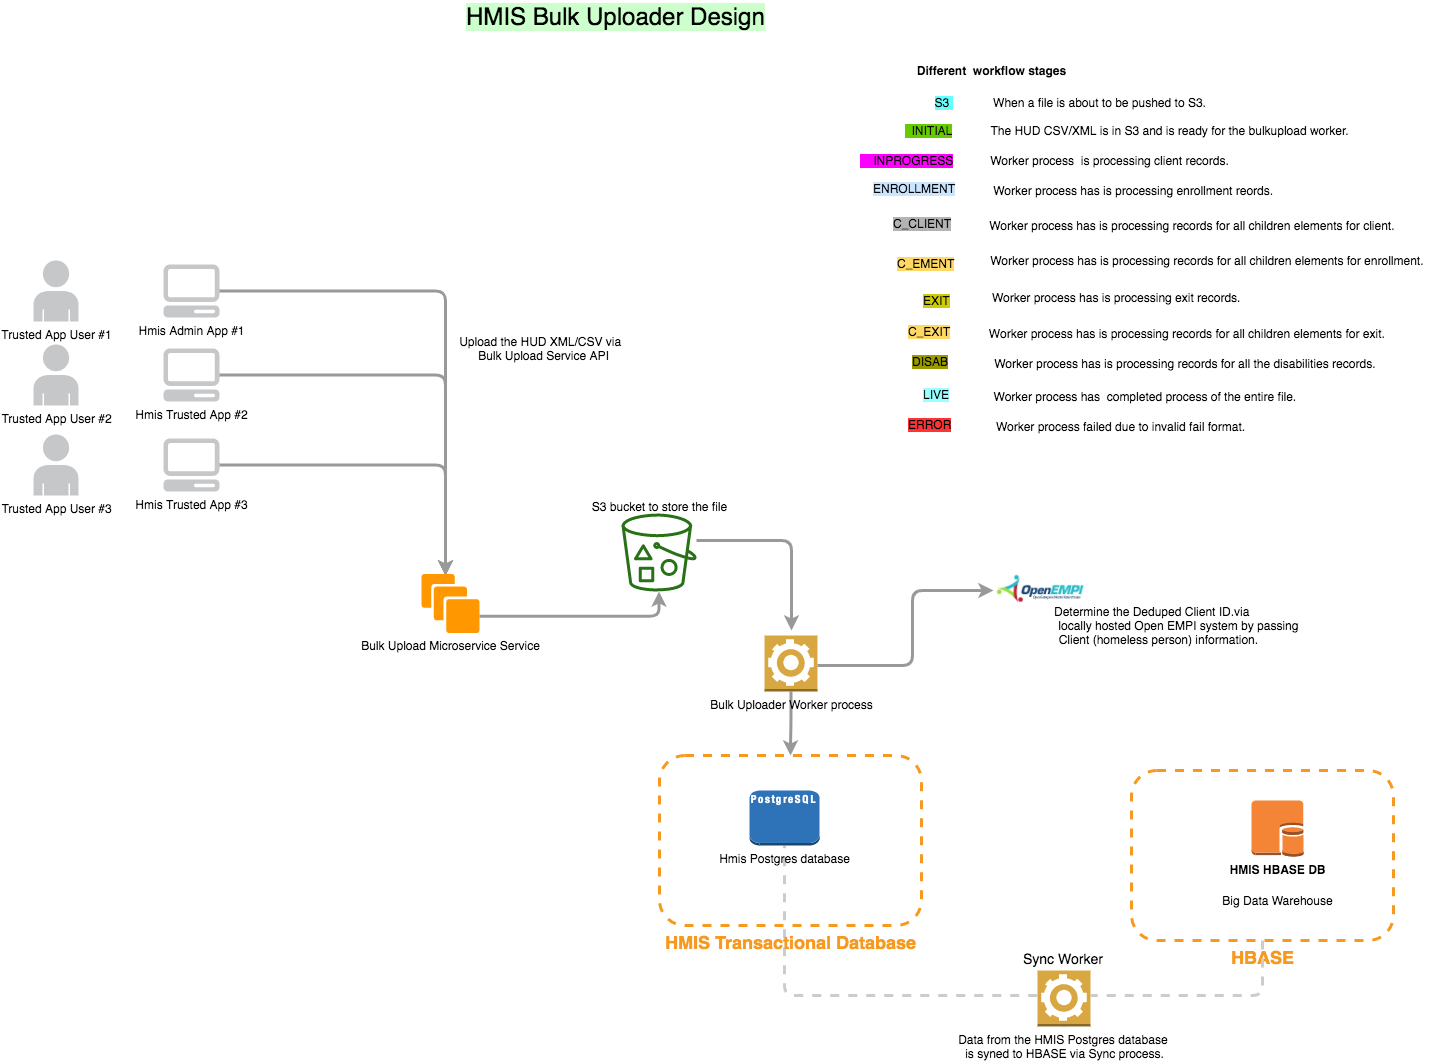 HMIS Bulk Uploader Design
Different workflow stages
S3 When a file is about to be pushed to S3.
INITIAL The HUD CSV/XML is in S3 and is ready for the bulkupload worker.
INPROGRESS Worker process is processing client records.
ENROLLMENT Worker process has is processing enrollment reords.
C_CLIENT Worker process has is processing records for all children elements for client.
C_EMENT Worker process has is processing records for all children elements for enrollment.
EXIT Worker process has is processing exit records.
C_EXIT Worker process has is processing records for all children elements for exit.
DISAB Worker process has is processing records for all the disabilities records.
LIVE Worker process has completed process of the entire file.
ERROR Worker process failed due to invalid fail format.
Trusted App User #1
Hmis Admin App #1
Trusted App User #2
Hmis Trusted App #2
Trusted App User #3
Hmis Trusted App #3
Upload the HUD XML/CSV via
Bulk Upload Service API
S3 bucket to store the file
Bulk Upload Microservice Service
OpenEMPI
Determine the Deduped Client ID.via
locally hosted Open EMPI system by passing
Client (homeless person) information.
Bulk Uploader Worker process
PostgreSQL
Hmis Postgres database
HMIS Transactional Database
HMIS HBASE DB
Big Data Warehouse
HBASE
Sync Worker
Data from the HMIS Postgres database
is syned to HBASE via Sync process.